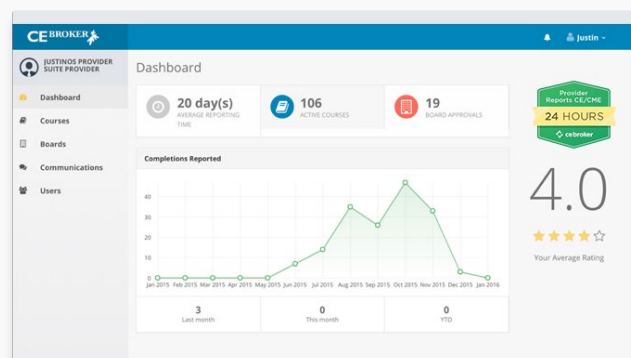 CE BROKER
Justin
JUSTINOS PROVIDER
SUITE PROVIDER
Dashboard
Courses
Boards
Communications
Users
Dashboard
20 day(s)
AVERAGE REPORTING
TIME
106
ACTIVE COURSES
19
BOARD APPROVALS
Completions Reported
40
30
20
10
0
Jan 2015 Feb 2015 Mar 2015 Apr 2015 May 2015 Jun 2015 Jul 2015 Aug 2015 Sep 2015 Oct 2015 Nov 2015 Dec 2015 Jan 2016
3
Last month
0
This month
0
YTD
Provider
Reports CE/CME
24 HOURS
cebroker
4.0
Your Average Rating